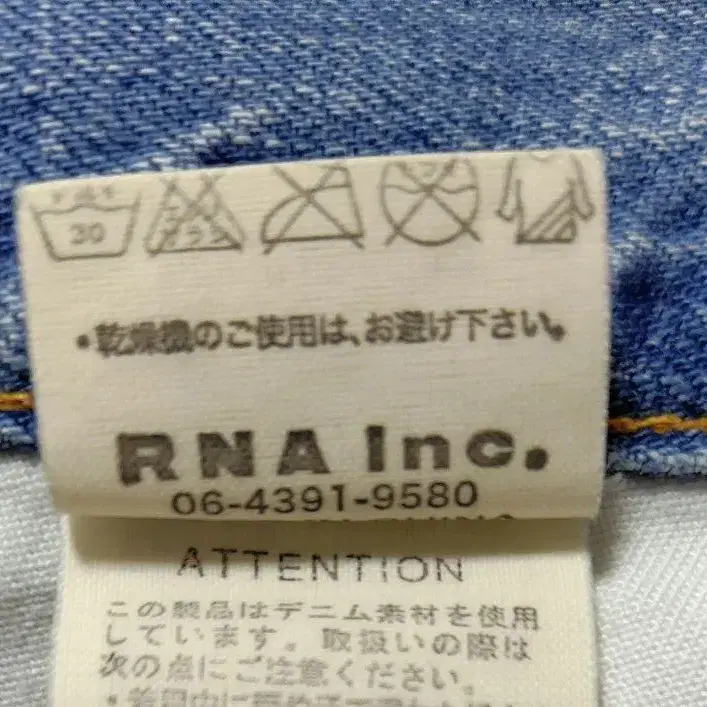 30
・乾燥機のご使用は、お避け下さい。
RNA Inc.
06-4391-9580
ATTENTION
この製品はデニム素材を使用
しています。取扱いの際は
次の点にご注意ください。